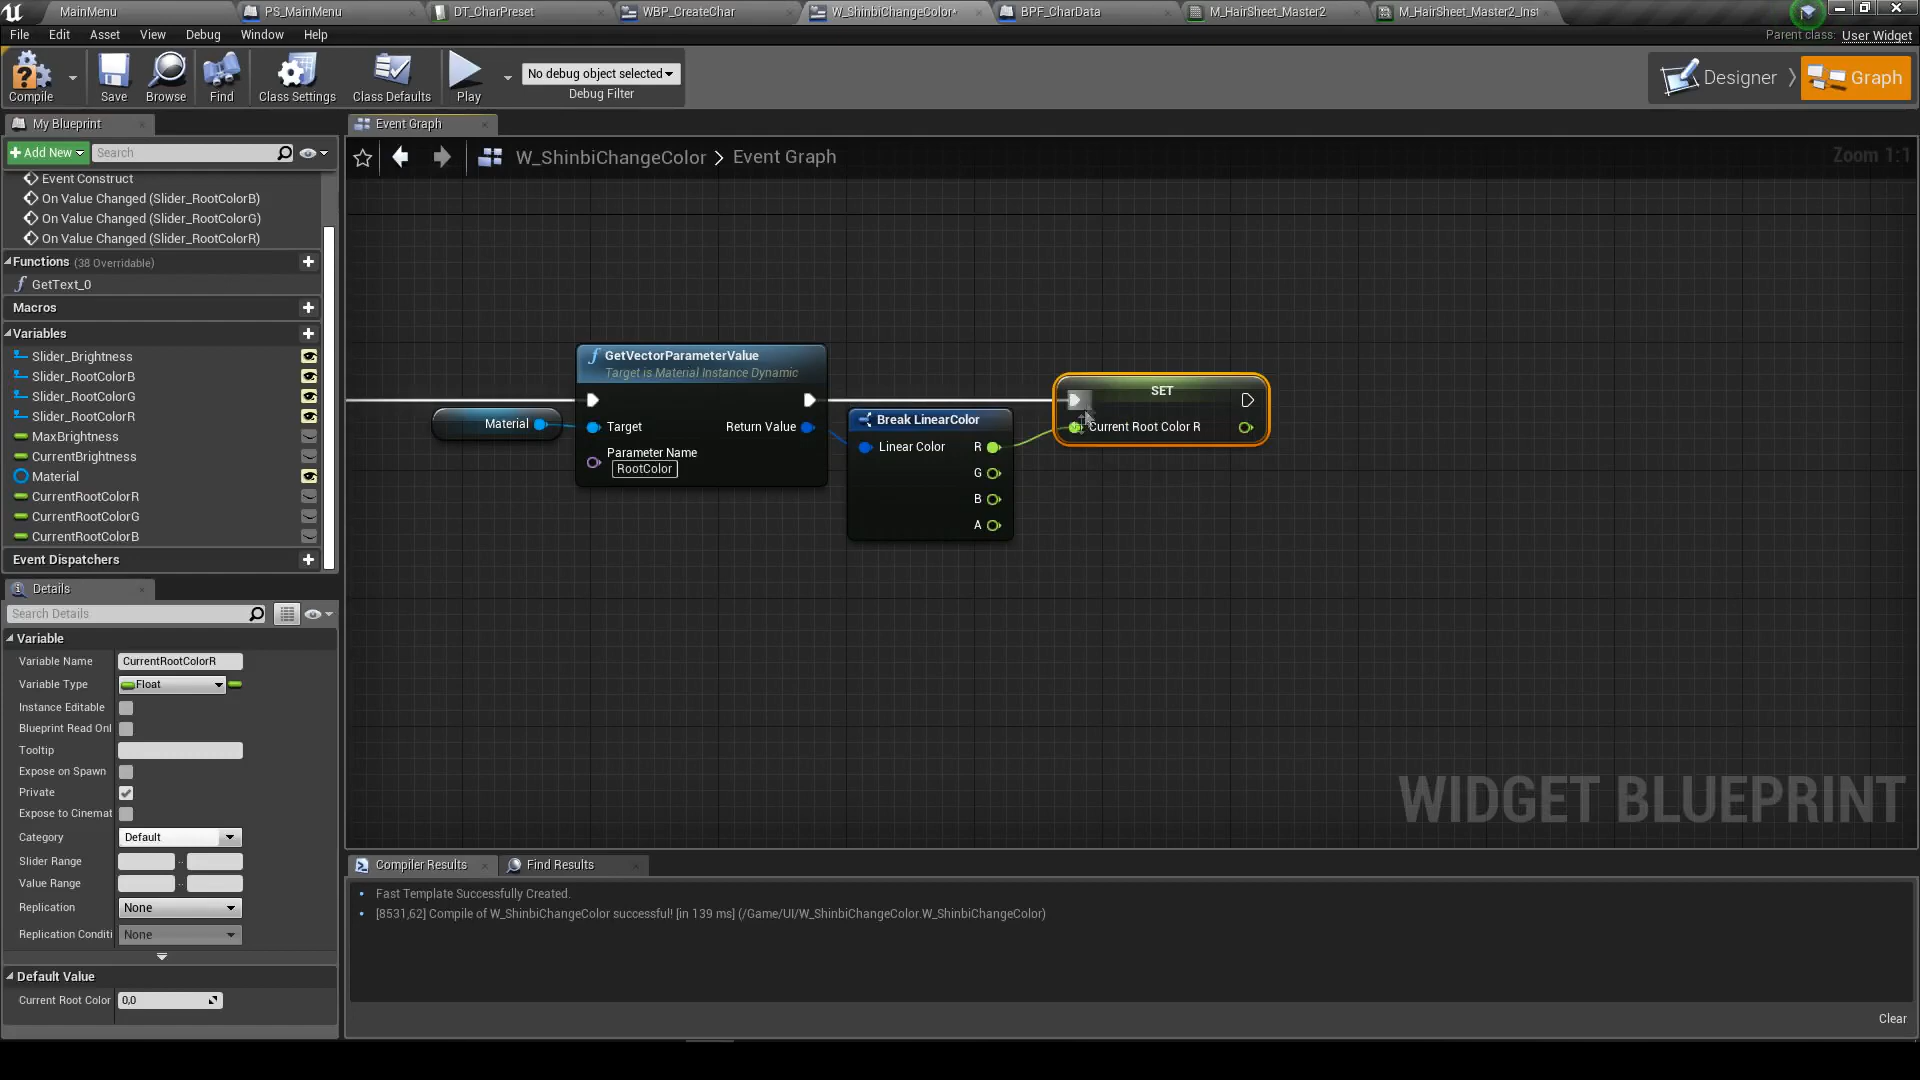 MainMenu
PS_MainMenu
DT_CharPreset
WBP_CreateChar
W_ShinbiChangeColor*
BPF_CharData
M_HairSheet_Master2
M_HairSheet_Master2_Inst
File
Edit
Asset
View
Debug
Window
Help
Parent class: User Widget
Compile
Save
Browse
Find
Class Settings
Class Defaults
Play
No debug object selected
Debug Filter
Designer
Graph
My Blueprint
Event Graph
Add New
Search
W_ShinbiChangeColor > Event Graph
Zoom 1:1
Event Construct
On Value Changed (Slider_RootColorB)
On Value Changed (Slider_RootColorG)
On Value Changed (Slider_RootColorR)
Functions (38 Overridable)
GetText_0
Macros
Variables
Slider_Brightness
Slider_RootColorB
Slider_RootColorG
Slider_RootColorR
MaxBrightness
CurrentBrightness
Material
CurrentRootColorR
CurrentRootColorG
CurrentRootColorB
Event Dispatchers
GetVectorParameterValue
Target is Material Instance Dynamic
Material
Target
Return Value
Parameter Name
RootColor
Break LinearColor
Linear Color
R
G
B
A
SET
Current Root Color R
WIDGET BLUEPRINT
Details
Search Details
Variable
Variable Name
CurrentRootColorR
Variable Type
Float
Instance Editable
Blueprint Read Onl
Tooltip
Expose on Spawn
Private
Expose to Cinemat
Category
Default
Slider Range
Value Range
Replication
None
Replication Conditi
None
Default Value
Current Root Color
0,0
Compiler Results
Find Results
Fast Template Successfully Created.
[8531,62] Compile of W_ShinbiChangeColor successful! [in 139 ms] (/Game/UI/W_ShinbiChangeColor.W_ShinbiChangeColor)
Clear